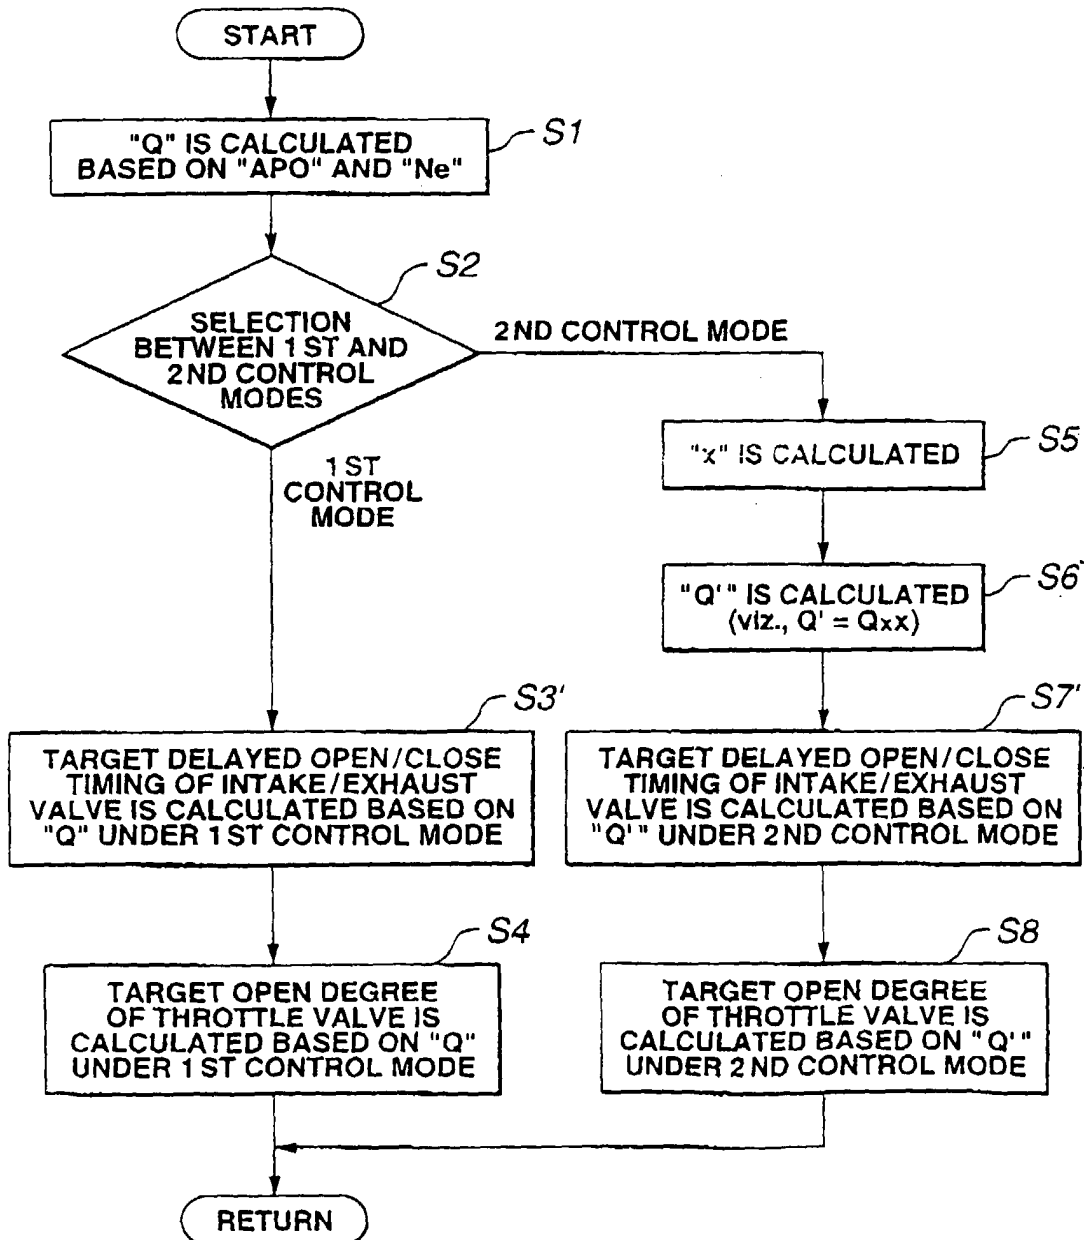 START
"Q" IS CALCULATED
BASED ON "APO" AND "Ne"
S1
S2
SELECTION
BETWEEN 1ST AND
2ND CONTROL
MODES
2ND CONTROL MODE
1ST
CONTROL
MODE
"x" IS CALCULATED
S5
"Q'" IS CALCULATED
(viz., Q' = Qxx)
S6
S3'
TARGET DELAYED OPEN/CLOSE
TIMING OF INTAKE/EXHAUST
VALVE IS CALCULATED BASED ON
"Q" UNDER 1ST CONTROL MODE
S7'
TARGET DELAYED OPEN/CLOSE
TIMING OF INTAKE/EXHAUST
VALVE IS CALCULATED BASED ON
"Q'" UNDER 2ND CONTROL MODE
S4
TARGET OPEN DEGREE
OF THROTTLE VALVE IS
CALCULATED BASED ON "Q"
UNDER 1ST CONTROL MODE
S8
TARGET OPEN DEGREE
OF THROTTLE VALVE IS
CALCULATED BASED ON "Q'"
UNDER 2ND CONTROL MODE
RETURN